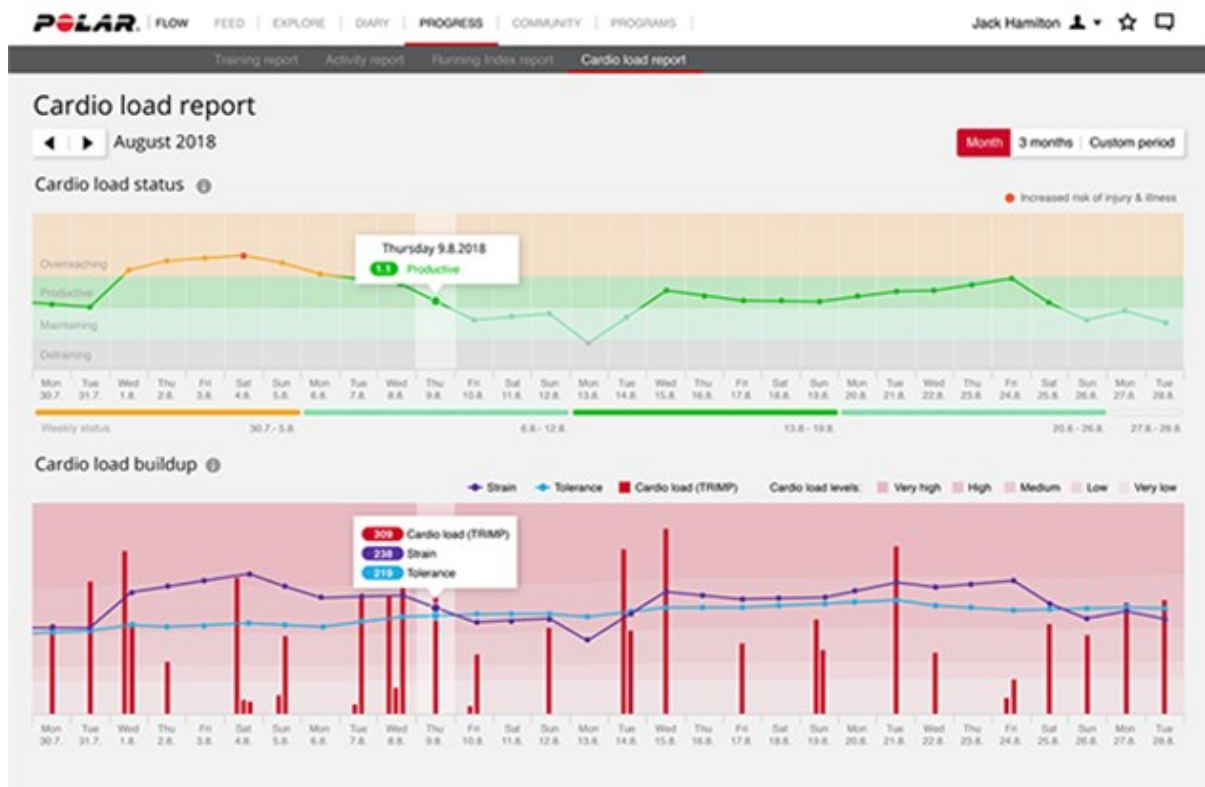 POLAR. FLOW FEED EXPLORE DIARY PROGRESS COMMUNITY PROGRAMS Jack Hamilton
Training report Activity report Running Index report Cardio load report
Cardio load report
August 2018 Month 3 months Custom period
Cardio load status
Increased risk of injury & illness
Thursday 9.8.2018
1.1 Productive
Overreaching
Productive
Maintaining
Detraining
Mon Tue Wed Thu Fri Sat Sun Mon Tue Wed Thu Fri Sat Sun Mon Tue Wed Thu Fri Sat Sun Mon Tue Wed Thu Fri Sat Sun Mon Tue
30.7. 31.7. 1.8. 2.8. 3.8. 4.8. 5.8. 6.8. 7.8. 8.8. 9.8. 10.8. 11.8. 12.8. 13.8. 14.8. 15.8. 16.8. 17.8. 18.8. 19.8. 20.8. 21.8. 22.8. 23.8. 24.8. 25.8. 26.8. 27.8. 28.8.
Weekly status 30.7.- 5.8. 6.8.- 12.8. 13.8.- 19.8. 20.6.- 26.8. 27.8.- 28.8.
Cardio load buildup
Strain Tolerance Cardio load (TRIMP) Cardio load levels: Very high High Medium Low Very low
309 Cardio load (TRIMP)
238 Strain
219 Tolerance
Mon Tue Wed Thu Fri Sat Sun Mon Tue Wed Thu Fri Sat Sun Mon Tue Wed Thu Fri Sat Sun Mon Tue Wed Thu Fri Sat Sun Mon Tue
30.7. 31.7. 1.8. 2.8. 3.8. 4.8. 5.8. 6.8. 7.8. 8.8. 9.8. 10.8. 11.8. 12.8. 13.8. 14.8. 15.8. 16.8. 17.8. 18.8. 19.8. 20.8. 21.8. 22.8. 23.8. 24.8. 25.8. 26.8. 27.8. 28.8.